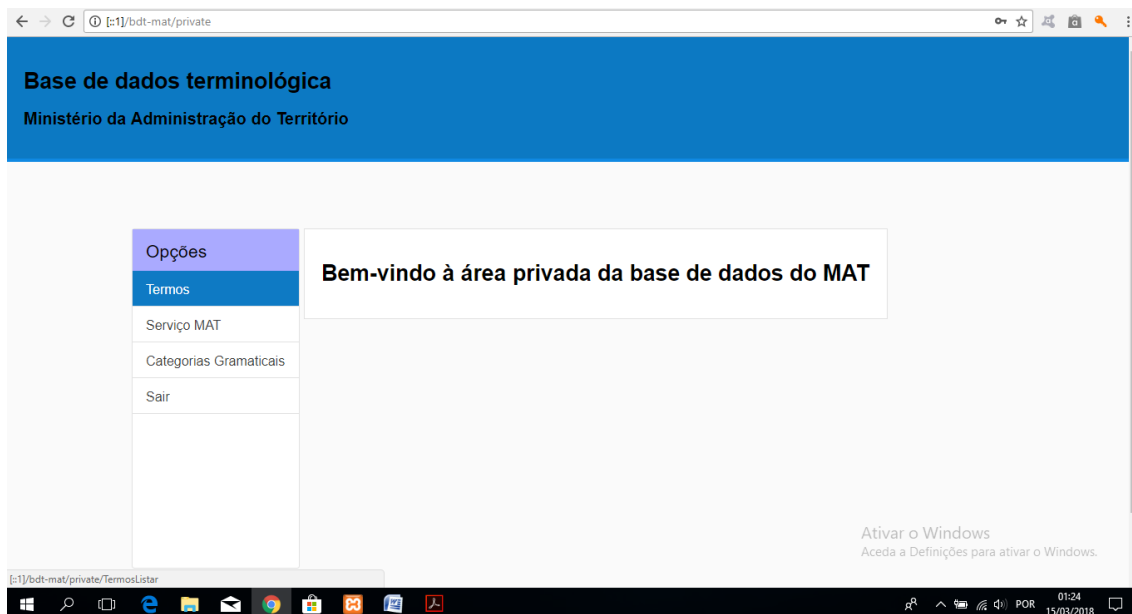 [::1]/bdt-mat/private
Base de dados terminológica
Ministério da Administração do Território
Opções
Termos
Serviço MAT
Categorias Gramaticais
Sair
Bem-vindo à área privada da base de dados do MAT
Ativar o Windows
Aceda a Definições para ativar o Windows.
[::1]/bdt-mat/private/TermosListar
POR
01:24
15/03/2018